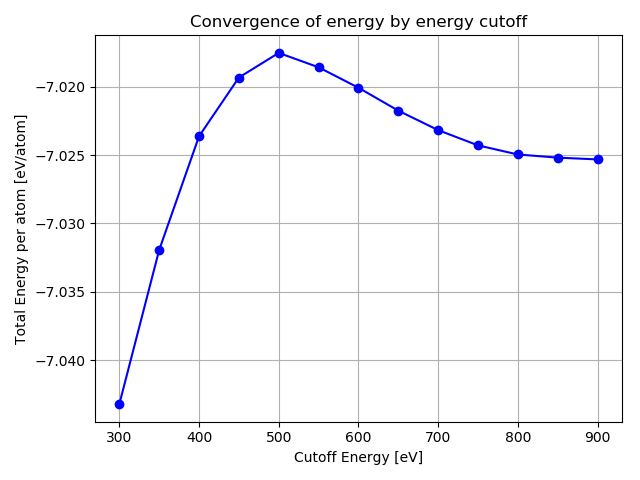 Convergence of energy by energy cutoff
Total Energy per atom [eV/atom]
−7.020
−7.025
−7.030
−7.035
−7.040
300 400 500 600 700 800 900
Cutoff Energy [eV]